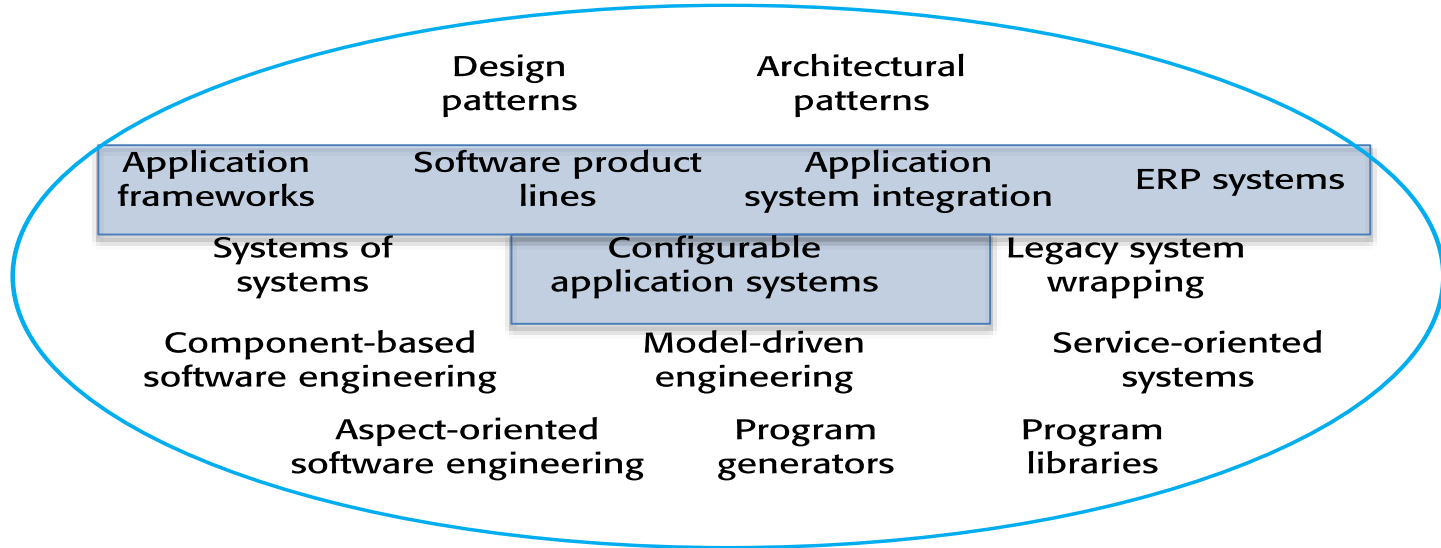 Design
patterns
Architectural
patterns
Application
frameworks
Software product
lines
Application
system integration
ERP systems
Systems of
systems
Configurable
application systems
Legacy system
wrapping
Component-based
software engineering
Model-driven
engineering
Service-oriented
systems
Aspect-oriented
software engineering
Program
generators
Program
libraries